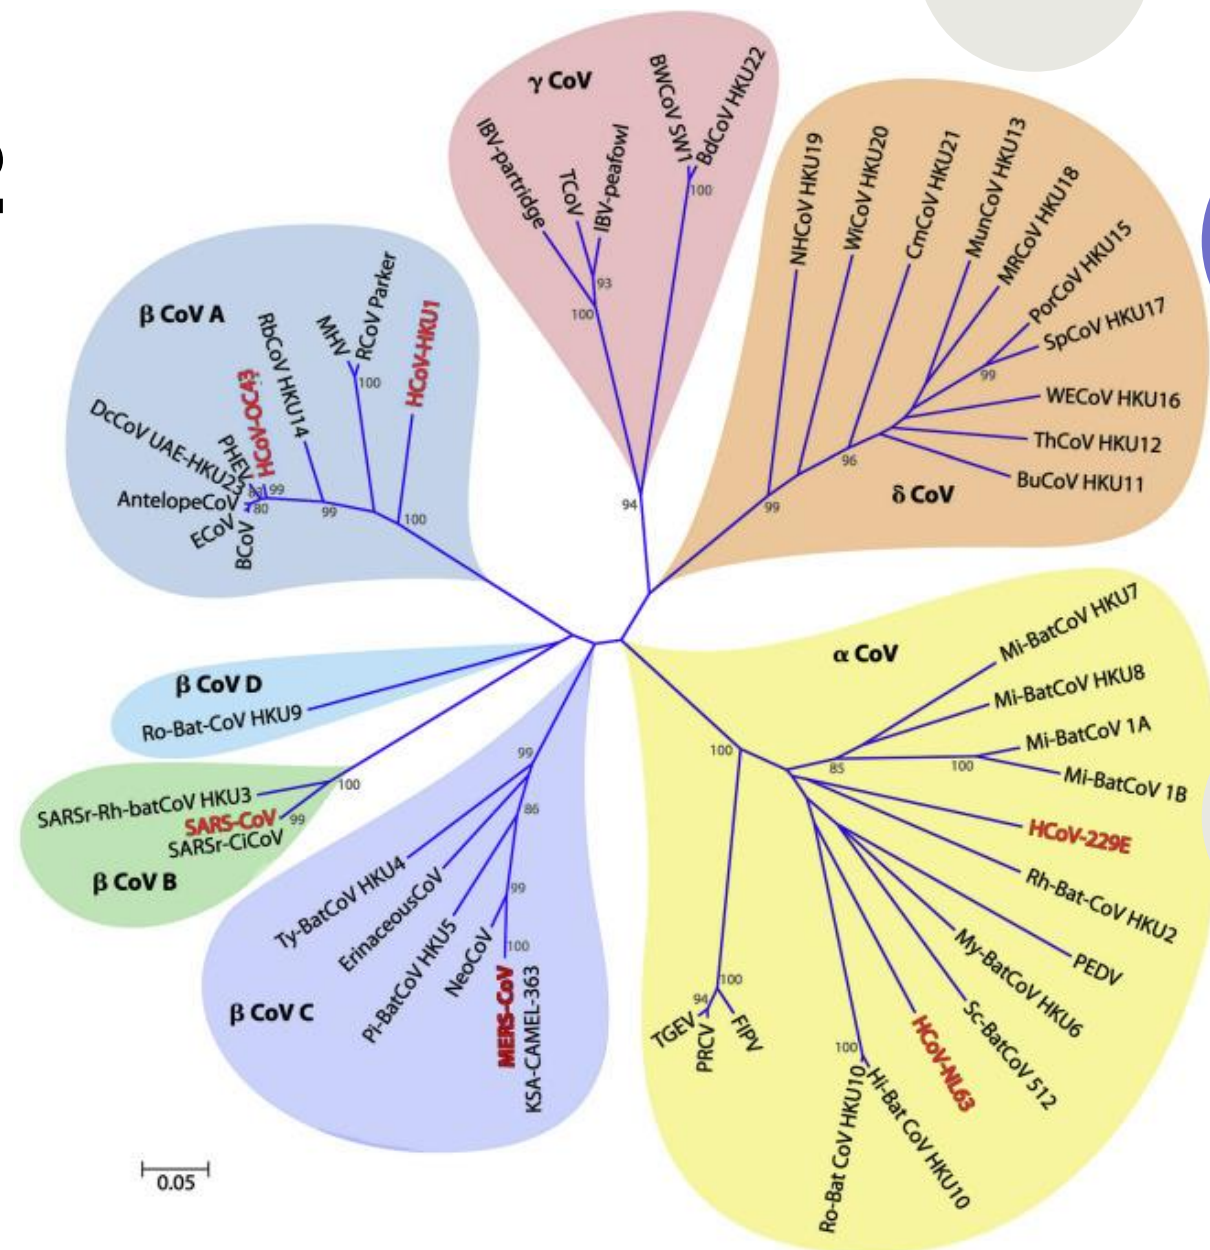 γ CoV
IBV-partridge
TCoV
IBV-peafowl
BWCoV SW1
BdCoV HKU22
100
93
100
94
NHCoV HKU19
WiCoV HKU20
CmCoV HKU21
MunCoV HKU13
MRCoV HKU18
PorCoV HKU15
SpCoV HKU17
99
WECoV HKU16
ThCoV HKU12
BuCoV HKU11
96
99
δ CoV
β CoV A
DcCoV UAE-HKU23
PHEV
HCoV-OC43
RbCoV HKU14
MHV
RCoV Parker
100
HCoV-HKU1
AntelopeCoV
ECoV
BCoV
99
80
99
100
β CoV D
Ro-Bat-CoV HKU9
SARSr-Rh-batCoV HKU3
SARS-CoV
SARSr-CiCoV
100
99
β CoV B
99
86
99
100
Ty-BatCoV HKU4
ErinaceousCoV
Pi-BatCoV HKU5
NeoCoV
MERS-CoV
KSA-CAMEL-363
β CoV C
α CoV
Mi-BatCoV HKU7
Mi-BatCoV HKU8
Mi-BatCoV 1A
Mi-BatCoV 1B
85
100
100
HCoV-229E
Rh-Bat-CoV HKU2
PEDV
My-BatCoV HKU6
Sc-BatCoV 512
HCoV-NL63
Hi-Bat CoV HKU10
Ro-Bat CoV HKU10
100
100
94
TGEV
PRCV
FIPV
0.05